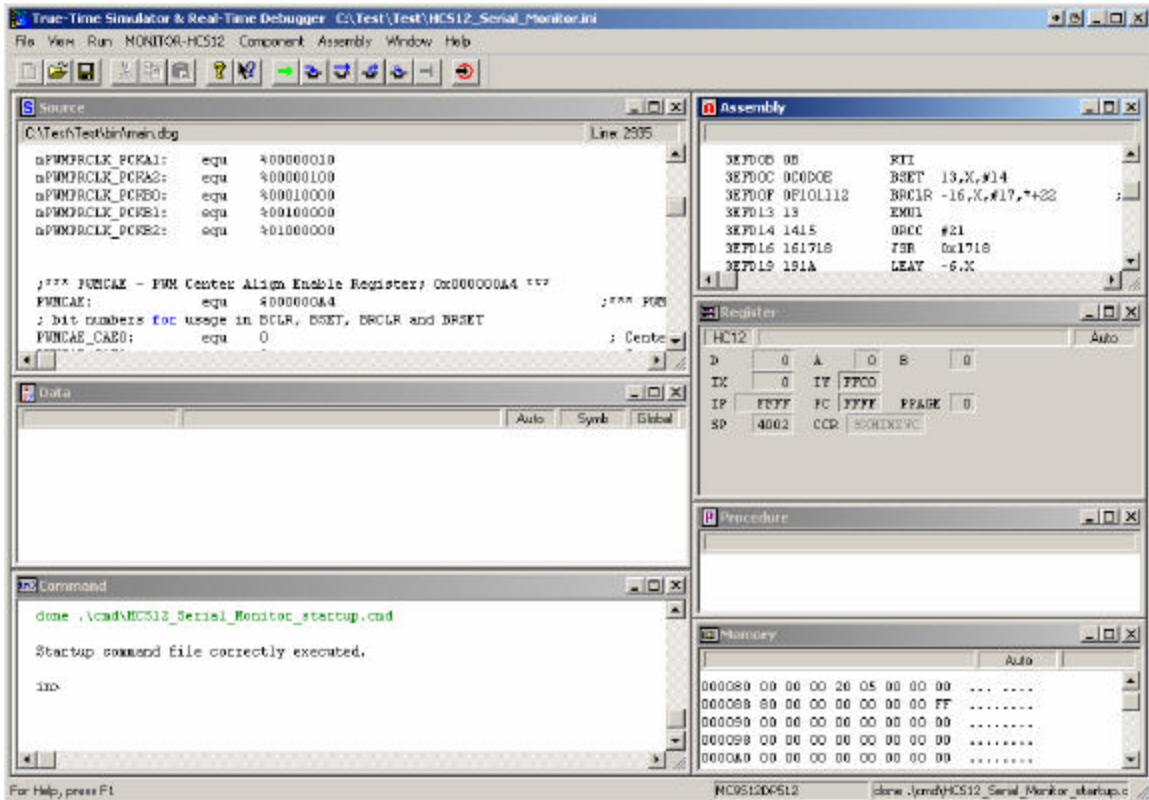 True-Time Simulator & Real-Time Debugger C:\Test\Test\HCS12_Serial_Monitor.ini
File View Run MONITOR-HCS12 Component Assembly Window Help
Source
C:\Test\Test\bin\main.dbg Line: 2935
mPWMPRCLK_PCKA1: equ %00000010
mPWMPRCLK_PCKA2: equ %00000100
mPWMPRCLK_PCKB0: equ %00010000
mPWMPRCLK_PCKB1: equ %00100000
mPWMPRCLK_PCKB2: equ %01000000
;*** PWMCAE - PWM Center Align Enable Register; 0x000000A4 ***
PWMCAE: equ $000000A4 ;*** PWM
; bit numbers for usage in BCLR, BSET, BRCLR and BRSET
PWMCAE_CAE0: equ 0 ; Cente
Data
Auto Symb Global
Command
done .\cmd\HCS12_Serial_Monitor_startup.cmd
Startup command file correctly executed.
in>
Assembly
3EFD0B 0B RTI
3EFD0C 0C0D0E BSET 13,X,#14
3EFD0F 0F101112 BRCLR -16,X,#17,*+22 ;
3EFD13 13 EMUL
3EFD14 1415 ORCC #21
3EFD16 161718 JSR 0x1718
3EFD19 191A LEAY -6,X
Register
HC12 Auto
D 0 A 0 B 0
IX 0 IY FFC0
IP FFFF PC FFFF PPAGE 0
SP 4002 CCR SXHINZVC
Procedure
Memory
Auto
000080 00 00 00 20 05 00 00 00 ... ....
000088 80 00 00 00 00 00 00 FF ........
000090 00 00 00 00 00 00 00 00 ........
000098 00 00 00 00 00 00 00 00 ........
0000A0 00 00 00 00 00 00 00 00 ........
For Help, press F1
MC9S12DP512
done .\cmd\HCS12_Serial_Monitor_startup.c